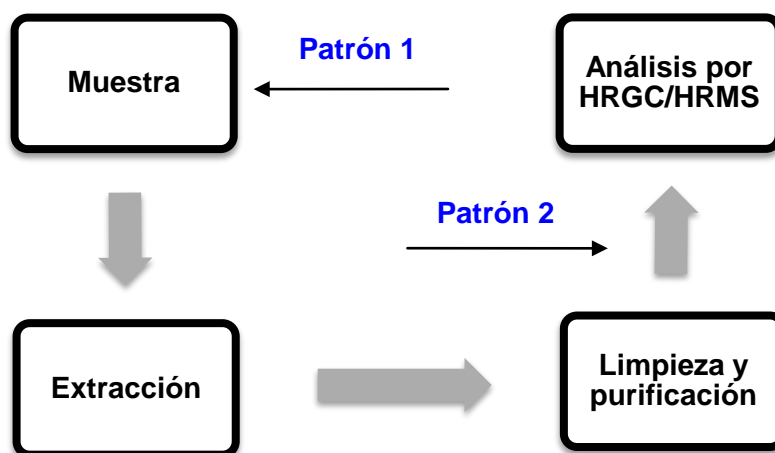 Muestra
Patrón 1
Análisis por
HRGC/HRMS
Patrón 2
Extracción
Limpieza y
purificación